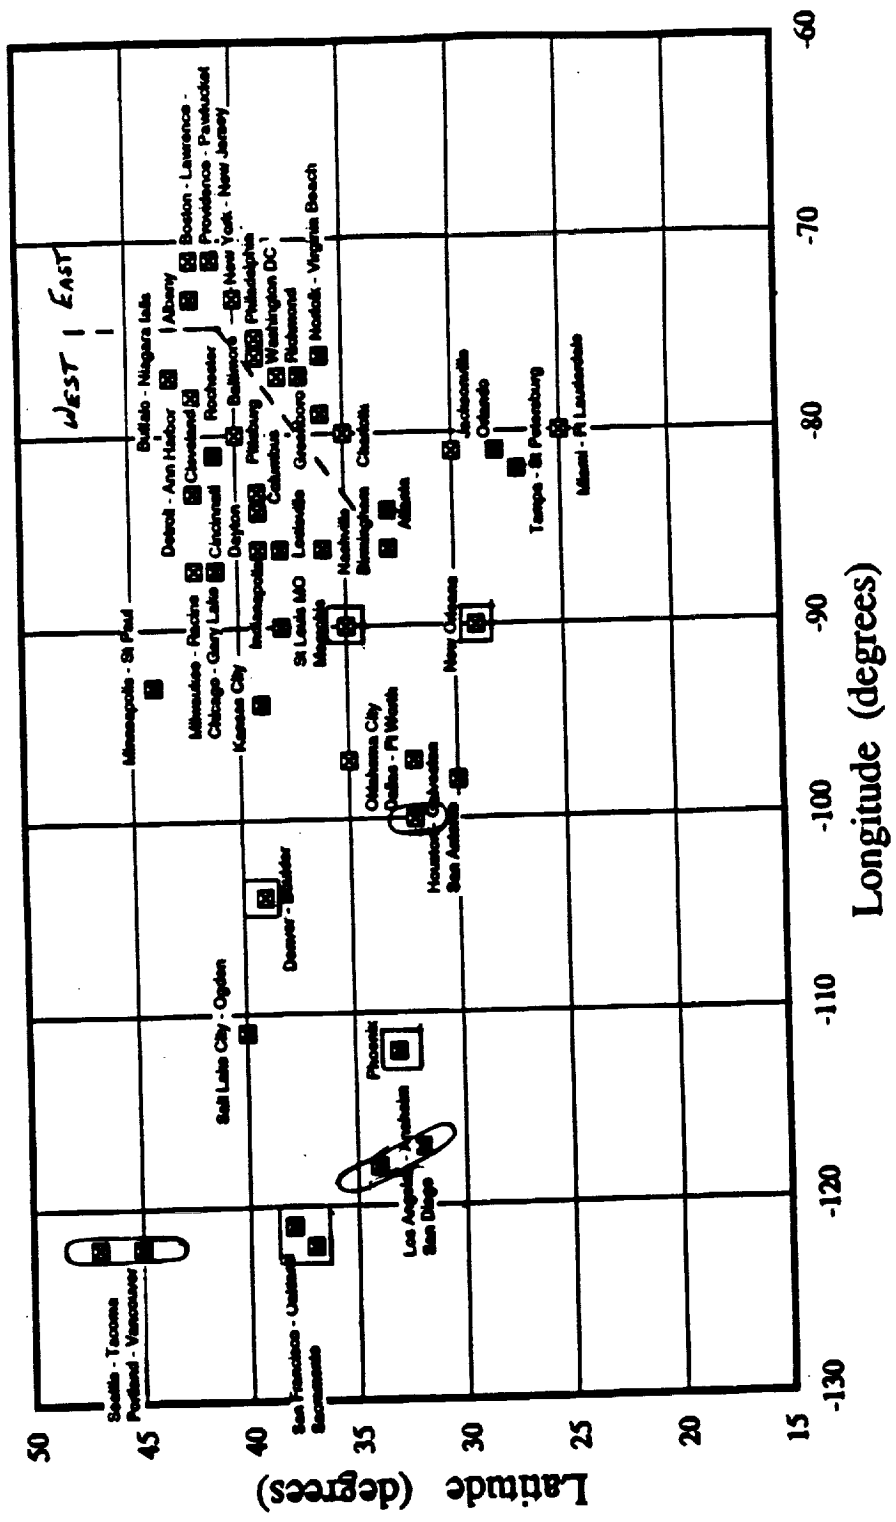 Latitude (degrees)
50
45
40
35
30
25
20
15
Longitude (degrees)
-130
-120
-110
-100
-90
-80
-70
-60
WEST | EAST
Seattle - Tacoma
Portland - Vancouver
San Francisco - Oakland
Sacramento
Los Angeles - Anaheim
San Diego
Phoenix
Salt Lake City - Ogden
Denver - Boulder
Houston - Galveston
San Antonio
Oklahoma City
Dallas - Ft Worth
Minneapolis - St Paul
Milwaukee - Racine
Chicago - Gary Lake
Kansas City
Indianapolis
St Louis MO
Memphis
New Orleans
Detroit - Ann Harbor
Cleveland
Cincinnati
Dayton
Columbus
Louisville
Nashville
Birmingham
Atlanta
Buffalo - Niagara falls
Albany
Rochester
Baltimore
Pittsburg
Greensboro
Charlotte
Boston - Lawrence -
Providence - Pawtucket
New York - New Jersey
Philadelphia
Washington DC
Richmond
Norfolk - Virginia Beach
Jacksonville
Orlando
Tampa - St Petersburg
Miami - Ft Lauderdale